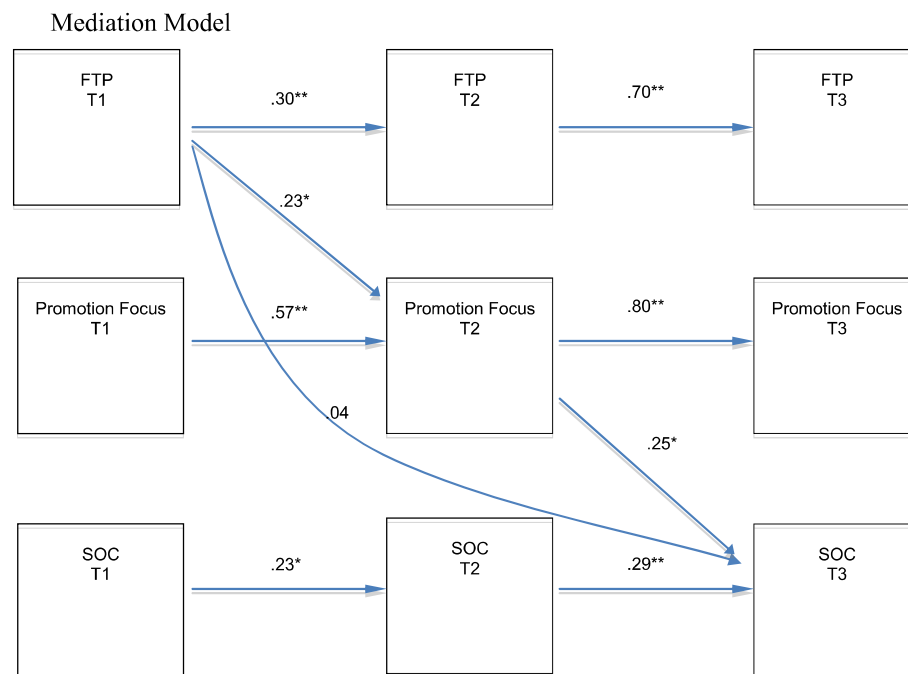 Mediation Model
FTP
T1
.30**
FTP
T2
.70**
FTP
T3
.23*
Promotion Focus
T1
.57**
Promotion Focus
T2
.80**
Promotion Focus
T3
.04
.25*
SOC
T1
.23*
SOC
T2
.29**
SOC
T3